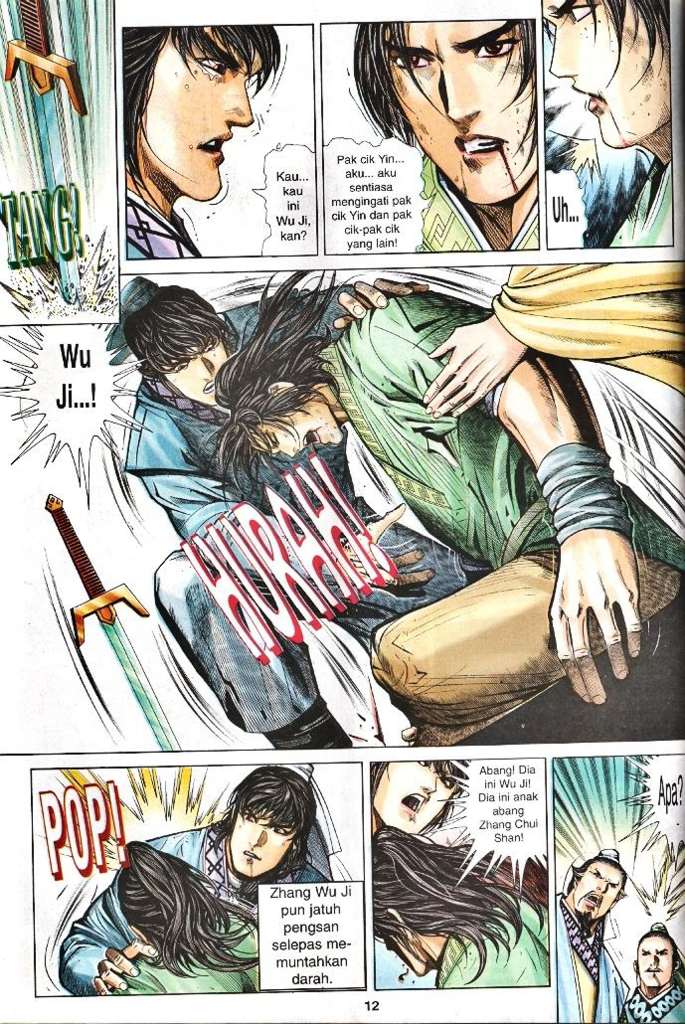 TANG!
Kau...
kau
ini
Wu Ji,
kan?
Pak cik Yin...
aku... aku
sentiasa
mengingati pak
cik Yin dan pak
cik-pak cik
yang lain!
Uh...
Wu
Ji...!
HURAH!
POP!
Zhang Wu Ji
pun jatuh
pengsan
selepas me-
muntahkan
darah.
Abang! Dia
ini Wu Ji!
Dia ini anak
abang
Zhang Chui
Shan!
Apa?
12